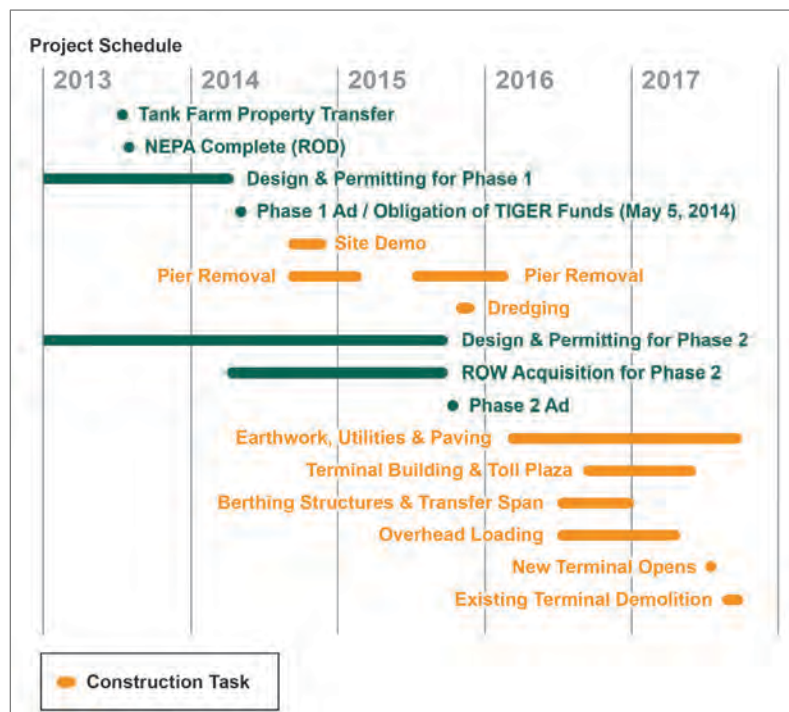 Project Schedule
2013 2014 2015 2016 2017
Tank Farm Property Transfer
NEPA Complete (ROD)
Design & Permitting for Phase 1
Phase 1 Ad / Obligation of TIGER Funds (May 5, 2014)
Site Demo
Pier Removal Pier Removal
Dredging
Design & Permitting for Phase 2
ROW Acquisition for Phase 2
Phase 2 Ad
Earthwork, Utilities & Paving
Terminal Building & Toll Plaza
Berthing Structures & Transfer Span
Overhead Loading
New Terminal Opens
Existing Terminal Demolition
Construction Task